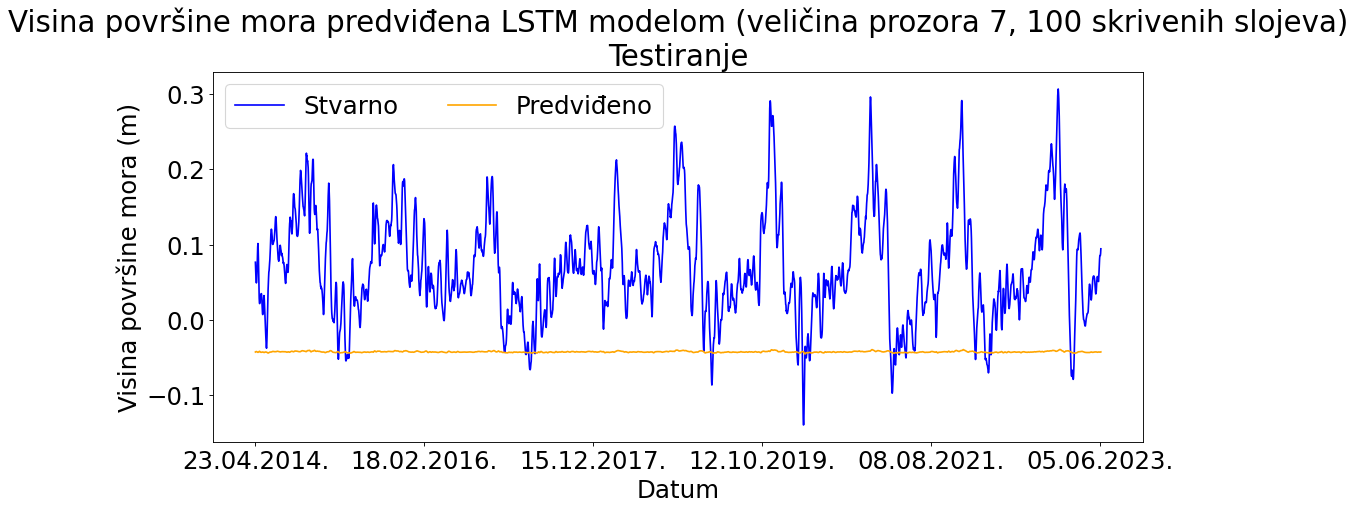 Visina površine mora predviđena LSTM modelom (veličina prozora 7, 100 skrivenih slojeva)
Testiranje
Stvarno
Predviđeno
Visina površine mora (m)
0.3
0.2
0.1
0.0
−0.1
23.04.2014.
18.02.2016.
15.12.2017.
12.10.2019.
08.08.2021.
05.06.2023.
Datum